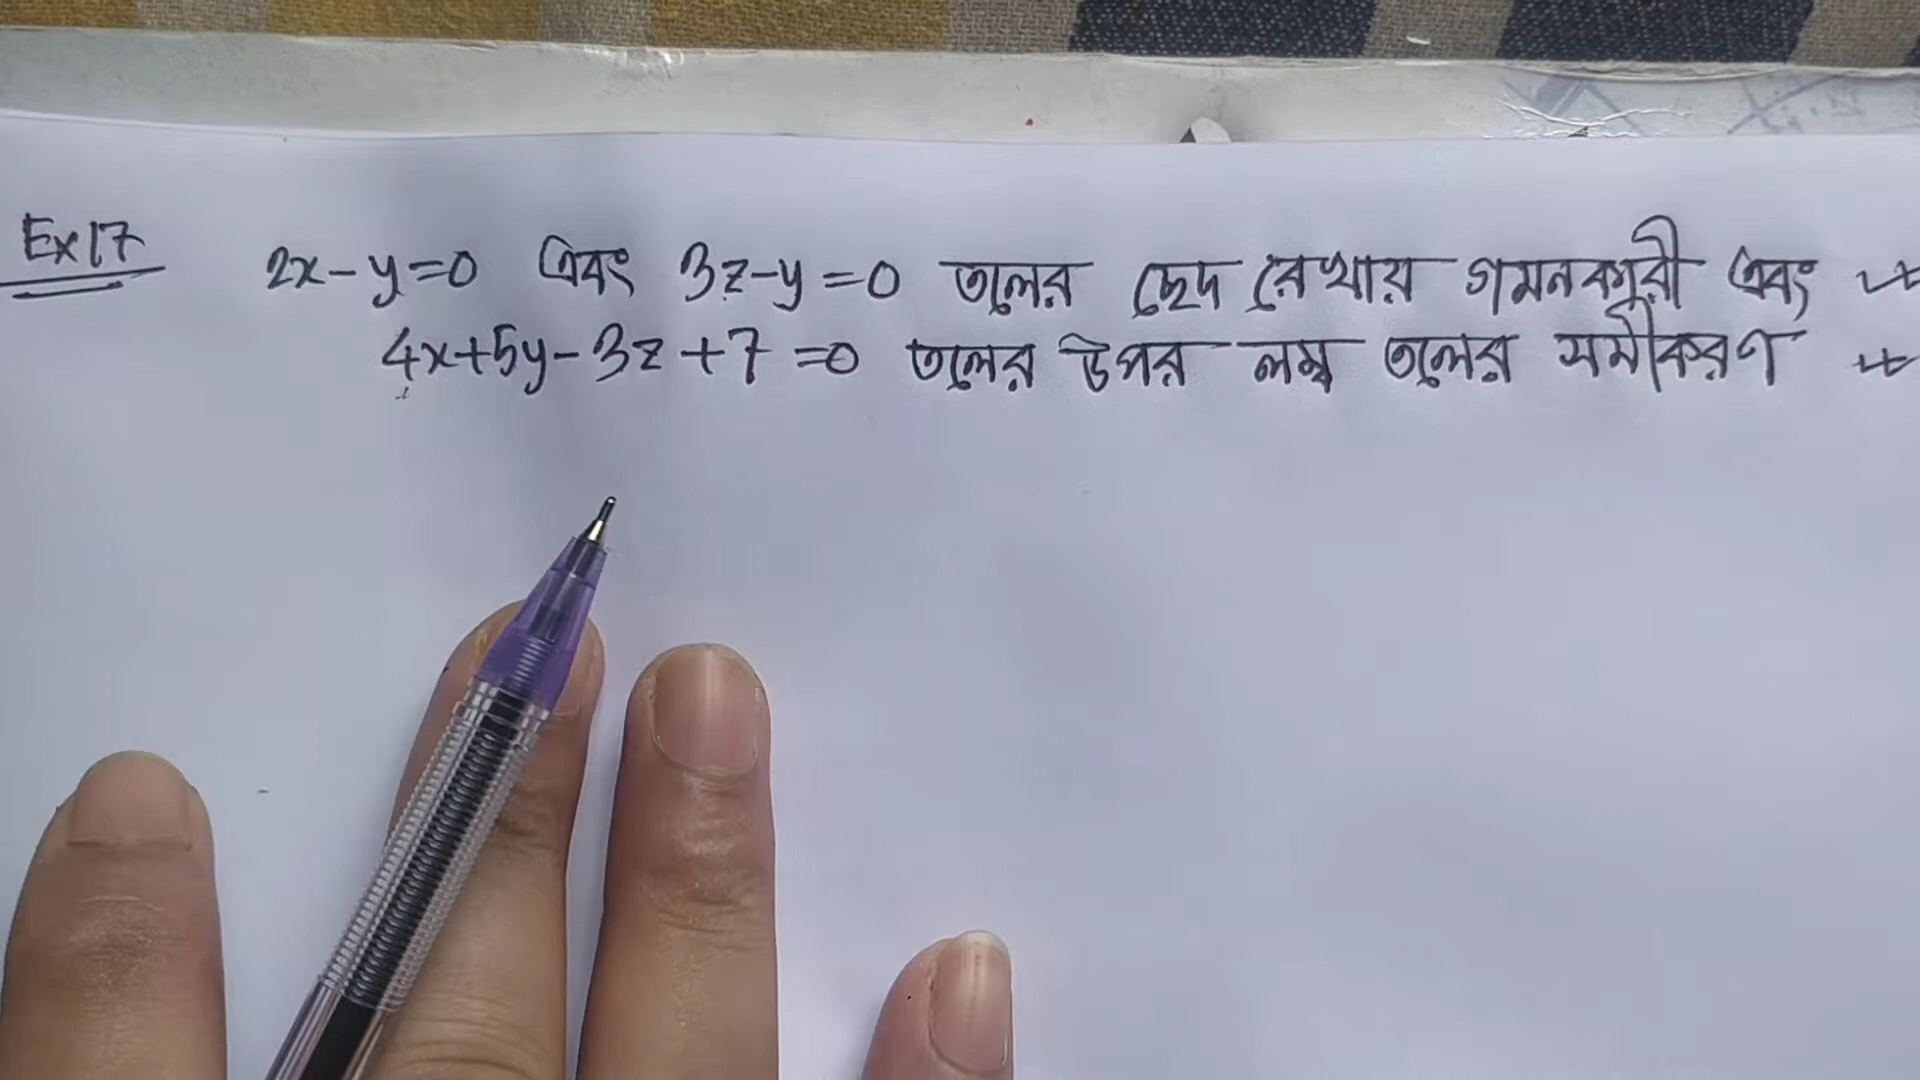 Ex 17
2x-y=0 এবং 3z-y=0 তলের ছেদ রেখায় গমনকারী এবং
4x+5y-3z+7=0 তলের উপর লম্ব তলের সমীকরণ